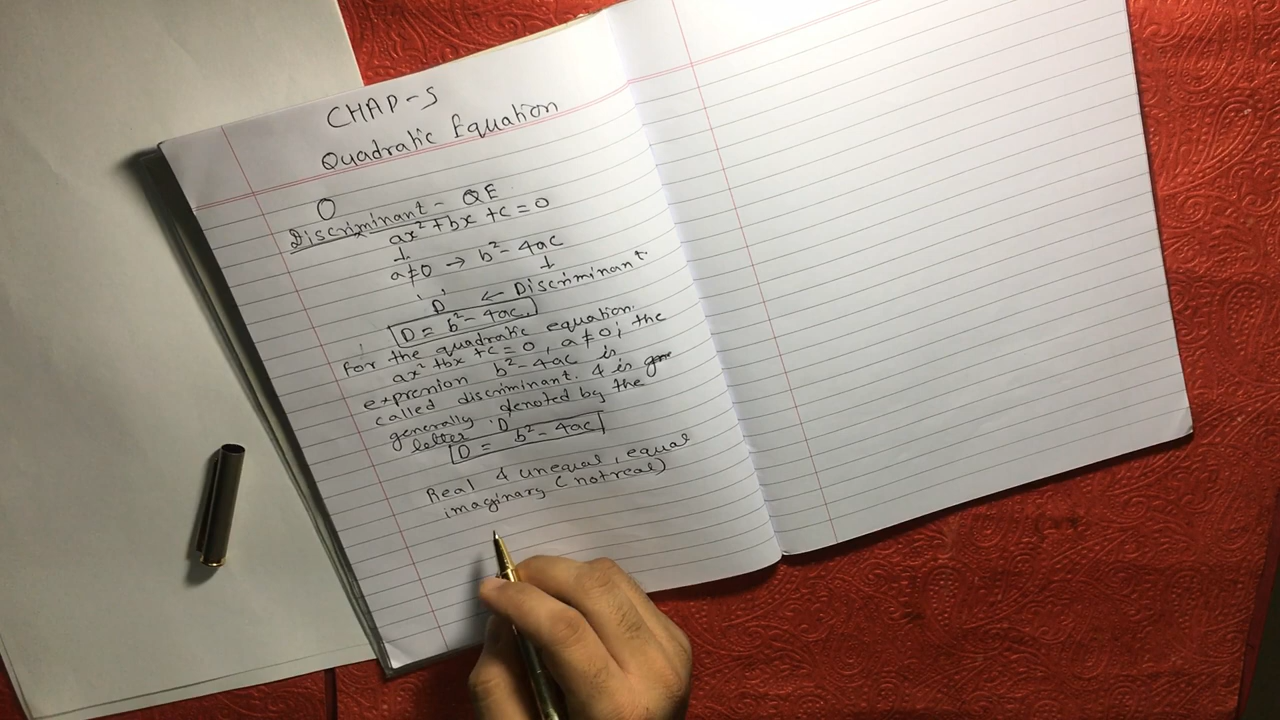 CHAP-5
Quadratic Equation
O
Discriminant - QE
ax² + bx + c = 0
↓
a ≠ 0 → b² - 4ac
↓
'D' ← Discriminant
D = b² - 4ac.
For the quadratic equation.
ax² + bx + c = 0, a ≠ 0; the
expression b² - 4ac is
called discriminant. & is gene
generally denoted by the
letter 'D'
D = b² - 4ac
Real & unequal, equal
imaginary (not real)